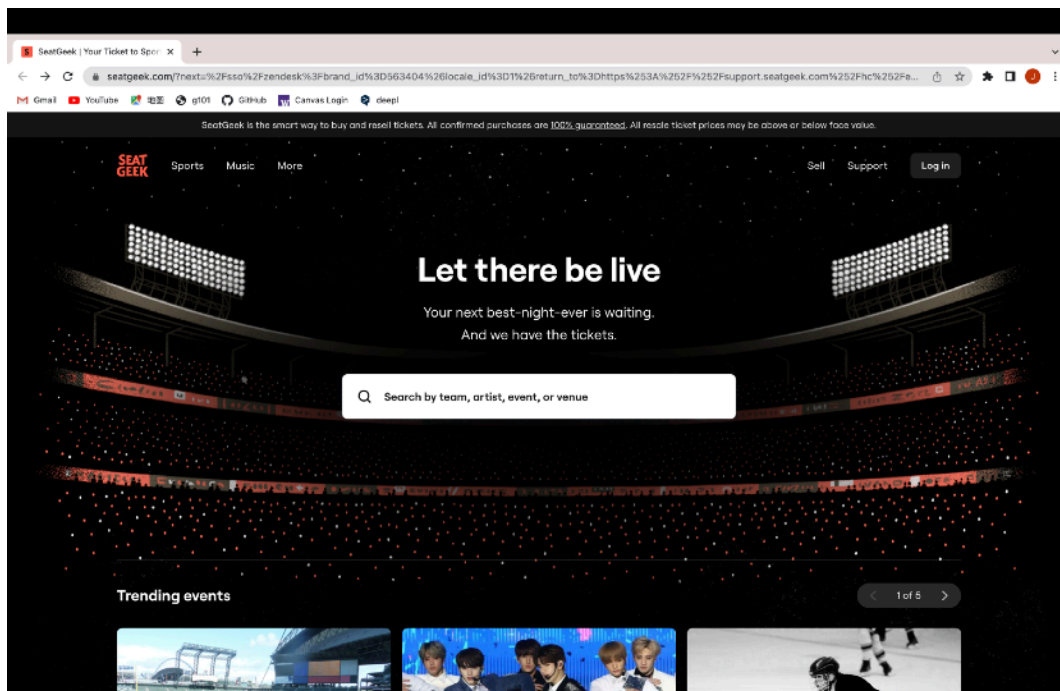 SeatGeek | Your Ticket to Spor
seatgeek.com/?next=%2Fsso%2Fzendesk%3Fbrand_id%3D563404%26locale_id%3D1%26return_to%3Dhttps%253A%252F%252Fsupport.seatgeek.com%252Fhc%252Fe...
Gmail YouTube 地图 g101 GitHub Canvas Login deepl
SeatGeek is the smart way to buy and resell tickets. All confirmed purchases are 100% guaranteed. All resale ticket prices may be above or below face value.
SEAT
GEEK
Sports Music More Sell Support Log in
Let there be live
Your next best-night-ever is waiting.
And we have the tickets.
Search by team, artist, event, or venue
Trending events
1 of 5